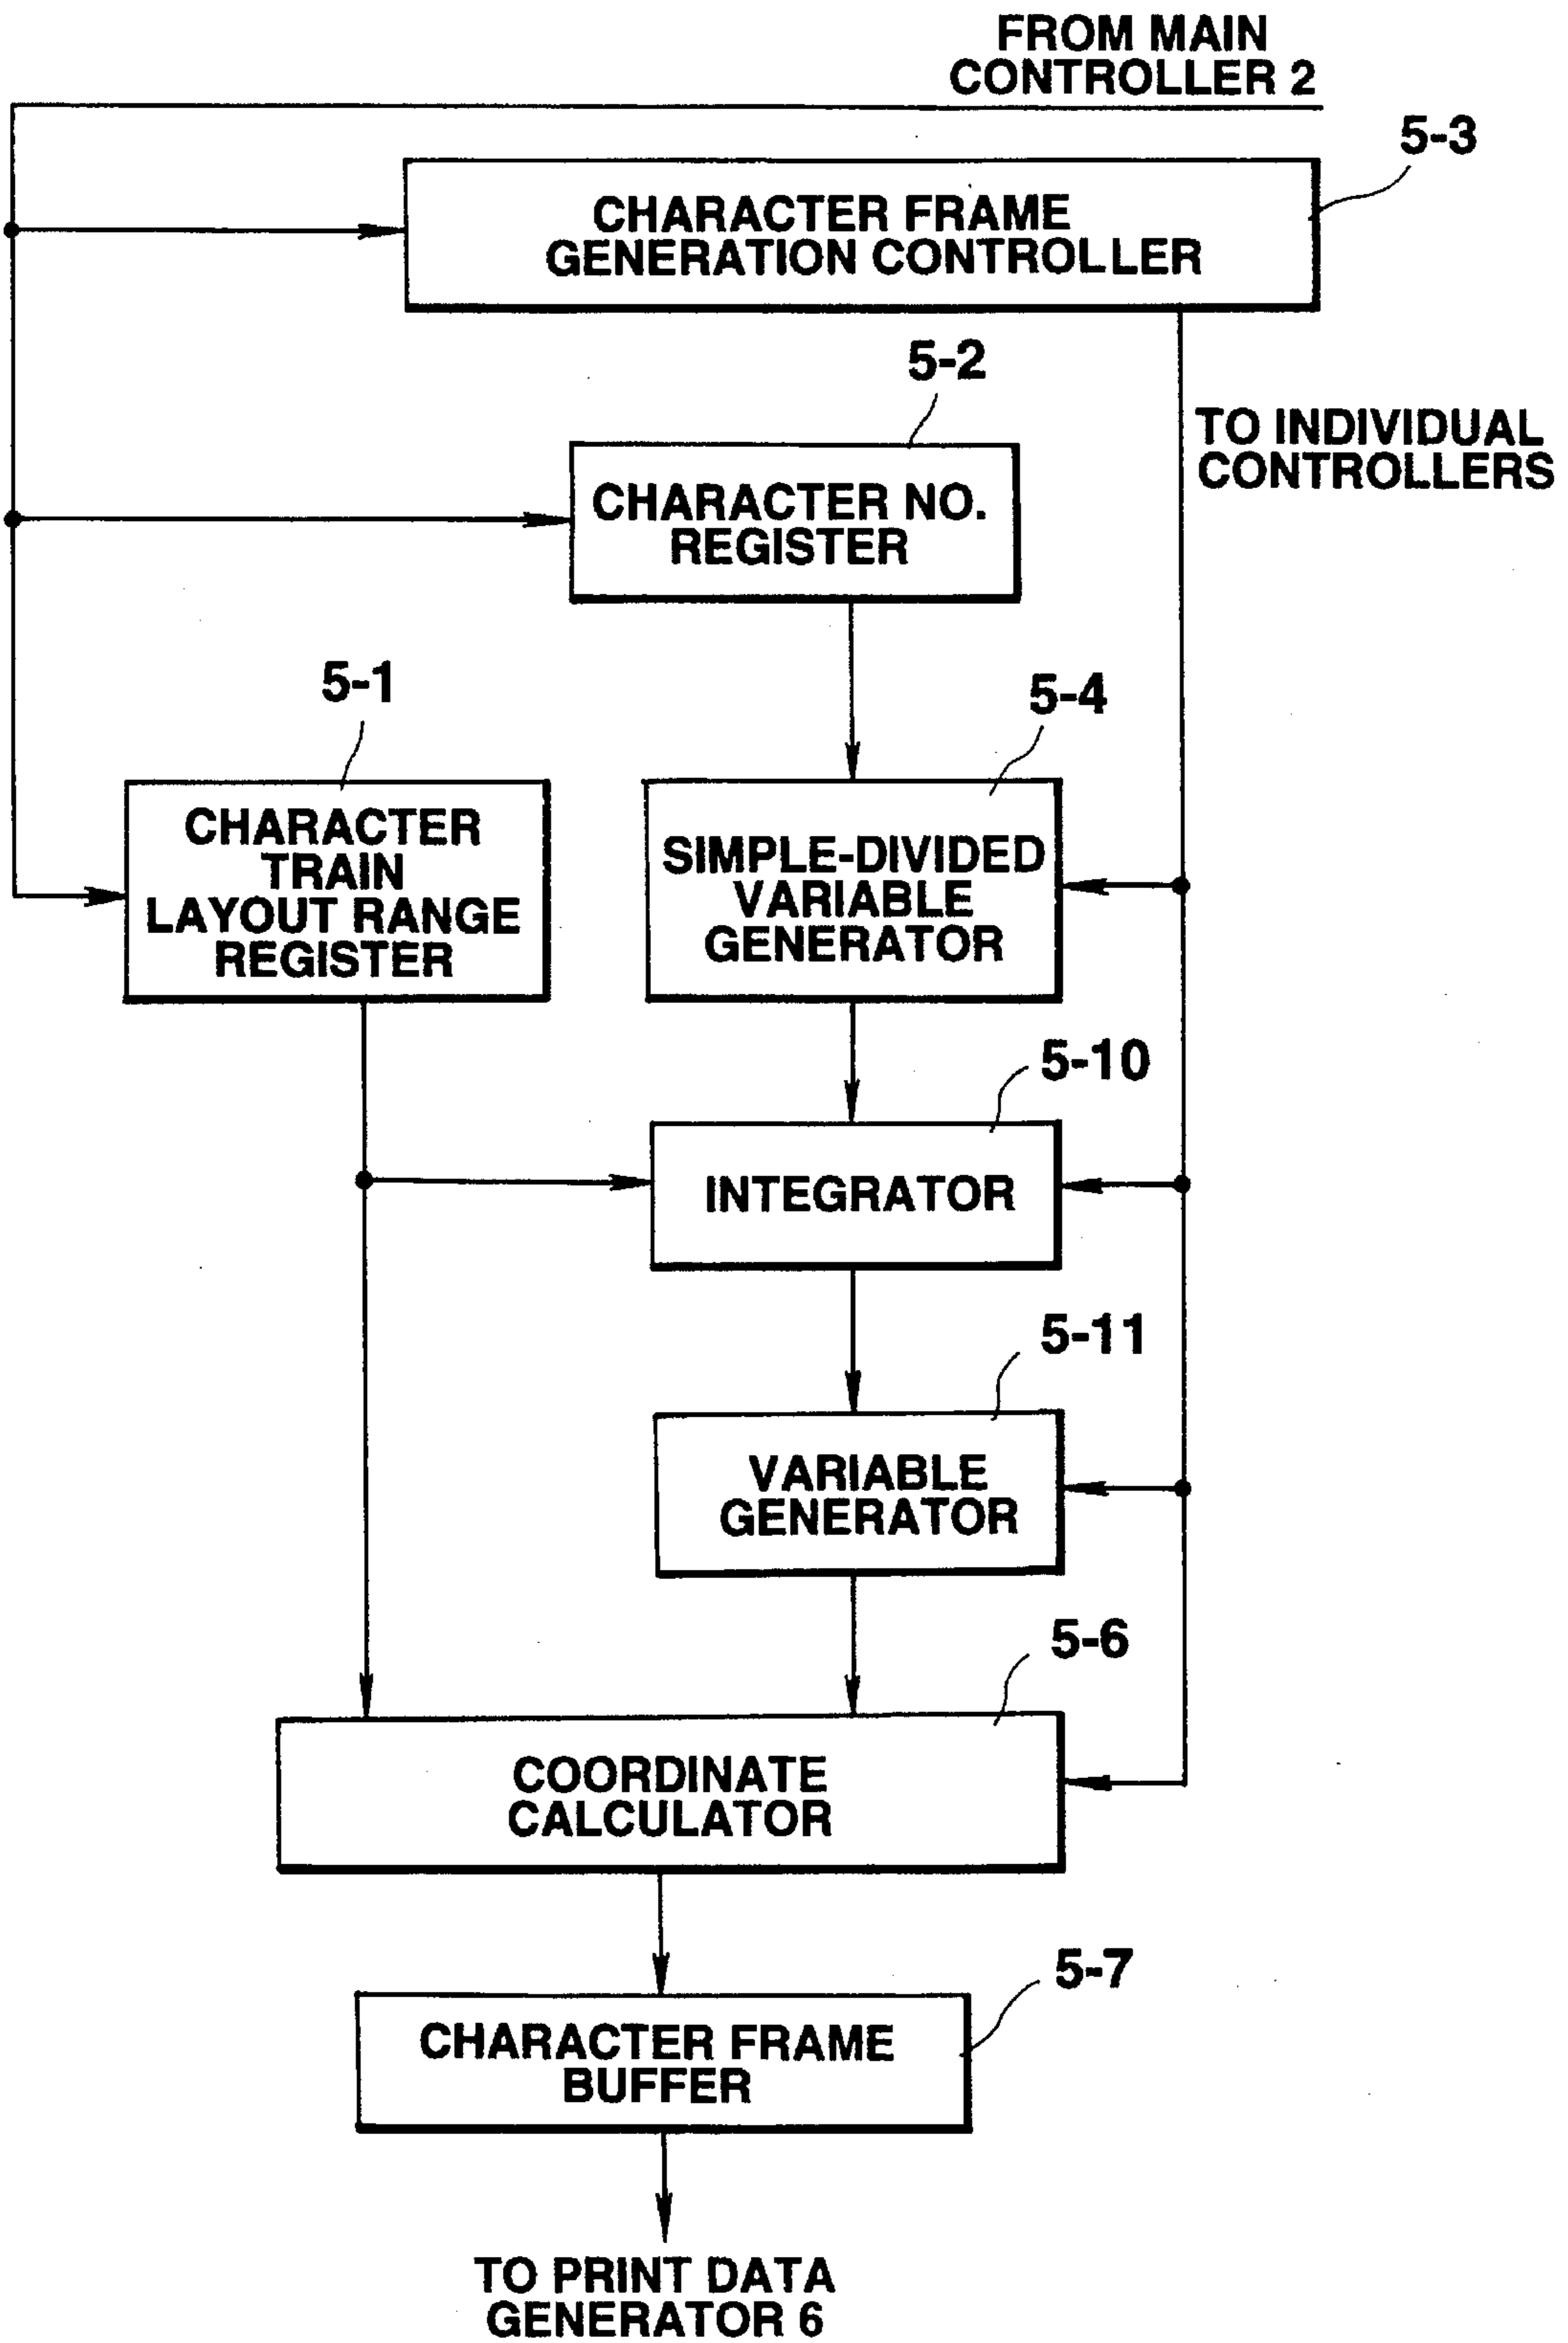 FROM MAIN
CONTROLLER 2
5-3
CHARACTER FRAME
GENERATION CONTROLLER
5-2
TO INDIVIDUAL
CONTROLLERS
CHARACTER NO.
REGISTER
5-1
5-4
CHARACTER
TRAIN
LAYOUT RANGE
REGISTER
SIMPLE-DIVIDED
VARIABLE
GENERATOR
5-10
INTEGRATOR
5-11
VARIABLE
GENERATOR
5-6
COORDINATE
CALCULATOR
5-7
CHARACTER FRAME
BUFFER
TO PRINT DATA
GENERATOR 6